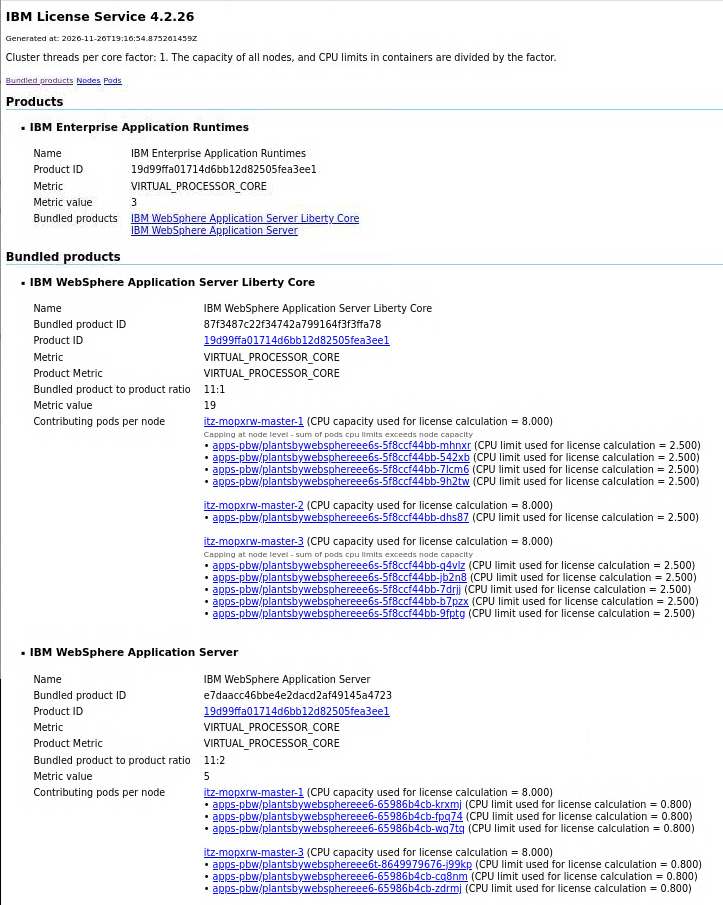 IBM License Service 4.2.26
Generated at: 2026-11-26T19:16:54.875261459Z
Cluster threads per core factor: 1. The capacity of all nodes, and CPU limits in containers are divided by the factor.
Bundled products Nodes Pods
Products
▪ IBM Enterprise Application Runtimes
Name IBM Enterprise Application Runtimes
Product ID 19d99ffa01714d6bb12d82505fea3ee1
Metric VIRTUAL_PROCESSOR_CORE
Metric value 3
Bundled products IBM WebSphere Application Server Liberty Core
IBM WebSphere Application Server
Bundled products
▪ IBM WebSphere Application Server Liberty Core
Name IBM WebSphere Application Server Liberty Core
Bundled product ID 87f3487c22f34742a799164f3f3ffa78
Product ID 19d99ffa01714d6bb12d82505fea3ee1
Metric VIRTUAL_PROCESSOR_CORE
Product Metric VIRTUAL_PROCESSOR_CORE
Bundled product to product ratio 11:1
Metric value 19
Contributing pods per node itz-mopxrw-master-1 (CPU capacity used for license calculation = 8.000)
Capping at node level - sum of pods cpu limits exceeds node capacity
• apps-pbw/plantsbywebsphereee6s-5f8ccf44bb-mhnxr (CPU limit used for license calculation = 2.500)
• apps-pbw/plantsbywebsphereee6s-5f8ccf44bb-542xb (CPU limit used for license calculation = 2.500)
• apps-pbw/plantsbywebsphereee6s-5f8ccf44bb-7lcm6 (CPU limit used for license calculation = 2.500)
• apps-pbw/plantsbywebsphereee6s-5f8ccf44bb-9h2tw (CPU limit used for license calculation = 2.500)
itz-mopxrw-master-2 (CPU capacity used for license calculation = 8.000)
• apps-pbw/plantsbywebsphereee6s-5f8ccf44bb-dhs87 (CPU limit used for license calculation = 2.500)
itz-mopxrw-master-3 (CPU capacity used for license calculation = 8.000)
Capping at node level - sum of pods cpu limits exceeds node capacity
• apps-pbw/plantsbywebsphereee6s-5f8ccf44bb-q4vlz (CPU limit used for license calculation = 2.500)
• apps-pbw/plantsbywebsphereee6s-5f8ccf44bb-jb2n8 (CPU limit used for license calculation = 2.500)
• apps-pbw/plantsbywebsphereee6s-5f8ccf44bb-7drjj (CPU limit used for license calculation = 2.500)
• apps-pbw/plantsbywebsphereee6s-5f8ccf44bb-b7pzx (CPU limit used for license calculation = 2.500)
• apps-pbw/plantsbywebsphereee6s-5f8ccf44bb-9fptg (CPU limit used for license calculation = 2.500)
▪ IBM WebSphere Application Server
Name IBM WebSphere Application Server
Bundled product ID e7daacc46bbe4e2dacd2af49145a4723
Product ID 19d99ffa01714d6bb12d82505fea3ee1
Metric VIRTUAL_PROCESSOR_CORE
Product Metric VIRTUAL_PROCESSOR_CORE
Bundled product to product ratio 11:2
Metric value 5
Contributing pods per node itz-mopxrw-master-1 (CPU capacity used for license calculation = 8.000)
• apps-pbw/plantsbywebsphereee6-65986b4cb-krxmj (CPU limit used for license calculation = 0.800)
• apps-pbw/plantsbywebsphereee6-65986b4cb-fpq74 (CPU limit used for license calculation = 0.800)
• apps-pbw/plantsbywebsphereee6-65986b4cb-wq7tq (CPU limit used for license calculation = 0.800)
itz-mopxrw-master-3 (CPU capacity used for license calculation = 8.000)
• apps-pbw/plantsbywebsphereee6t-8649979676-j99kp (CPU limit used for license calculation = 0.800)
• apps-pbw/plantsbywebsphereee6-65986b4cb-cq8nm (CPU limit used for license calculation = 0.800)
• apps-pbw/plantsbywebsphereee6-65986b4cb-zdrmj (CPU limit used for license calculation = 0.800)